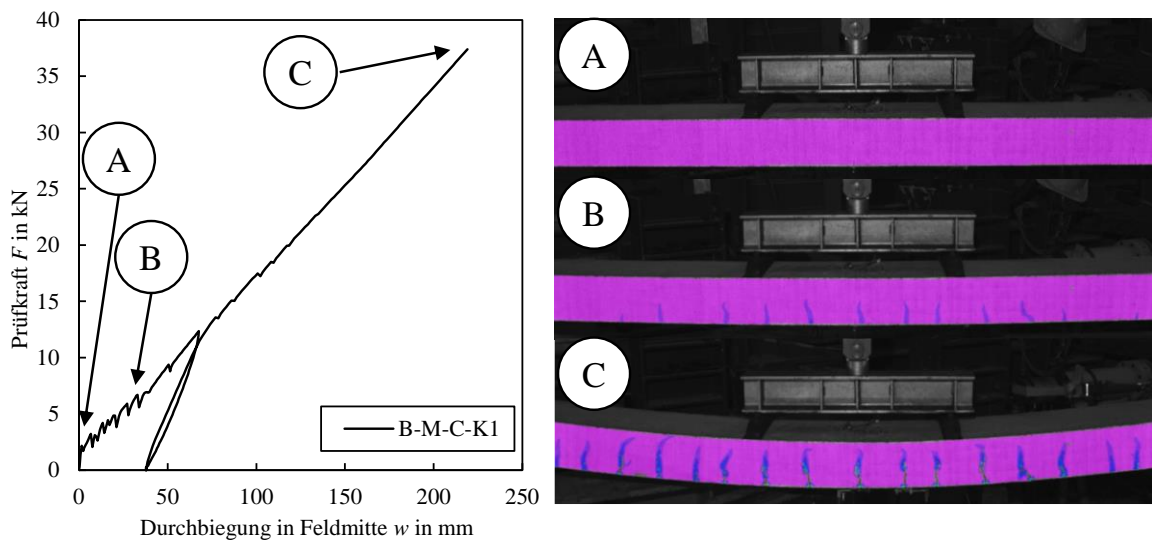 Prüfkraft F in kN
40
35
30
25
20
15
10
5
0
A
B
C
B-M-C-K1
0 50 100 150 200 250
Durchbiegung in Feldmitte w in mm
A
B
C